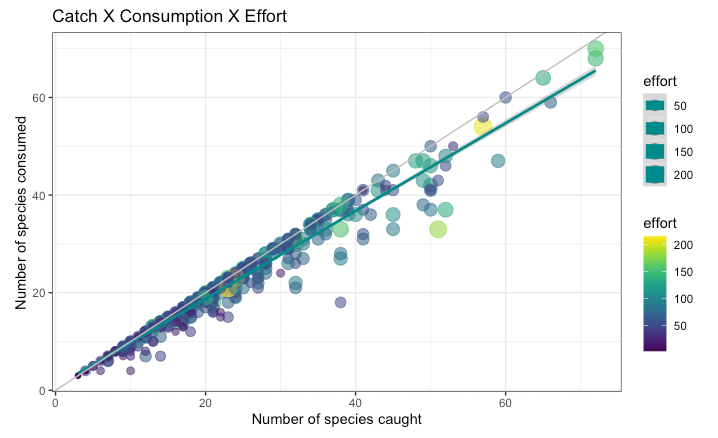 Catch X Consumption X Effort
Number of species consumed
60
40
20
0
0 20 40 60
Number of species caught
effort
50
100
150
200
effort
200
150
100
50